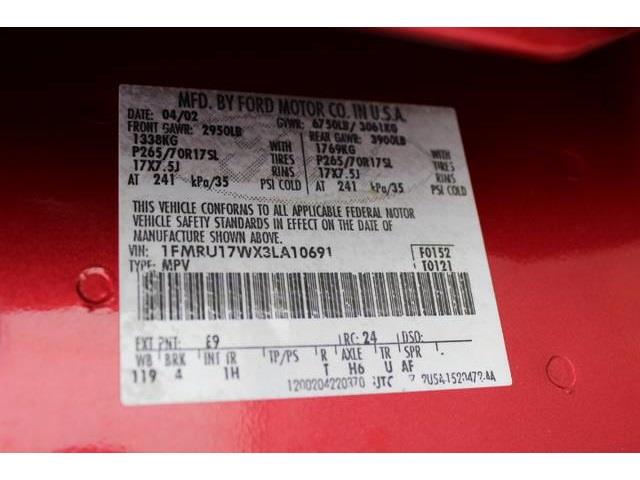 MFD. BY FORD MOTOR CO. IN U.S.A.
DATE: 04/02 GVWR: 6750LB/ 3061KG
FRONT GAWR: 2950LB REAR GAWR: 3900LB
1338KG WITH 1769KG WITH
P265/70R17SL TIRES P265/70R17SL TIRES
17X7.5J RIMS 17X7.5J RIMS
AT 241 kPa/35 PSI COLD AT 241 kPa/35 PSI COLD
THIS VEHICLE CONFORMS TO ALL APPLICABLE FEDERAL MOTOR
VEHICLE SAFETY STANDARDS IN EFFECT ON THE DATE OF
MANUFACTURE SHOWN ABOVE.
VIN: 1FMRU17WX3LA10691 F0152
TYPE: MPV T0121
EXT PNT: E9 RC: 24 DSO:
WB BRK INT TR TP/PS R AXLE TR SPR
119 4 1H T H6 U AF
UTC